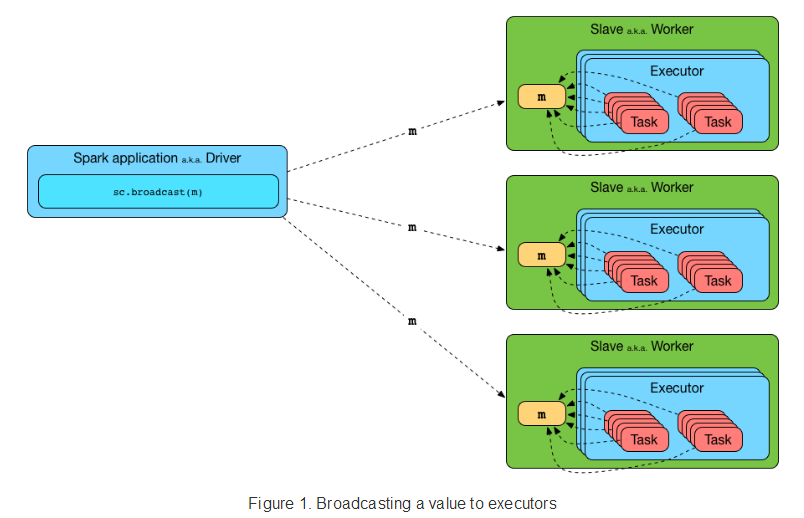 Slave a.k.a. Worker
Executor
m
Task
Task
m
Spark application a.k.a. Driver
sc.broadcast(m)
Slave a.k.a. Worker
Executor
m
m
Task
Task
m
Slave a.k.a. Worker
Executor
m
Task
Task
Figure 1. Broadcasting a value to executors